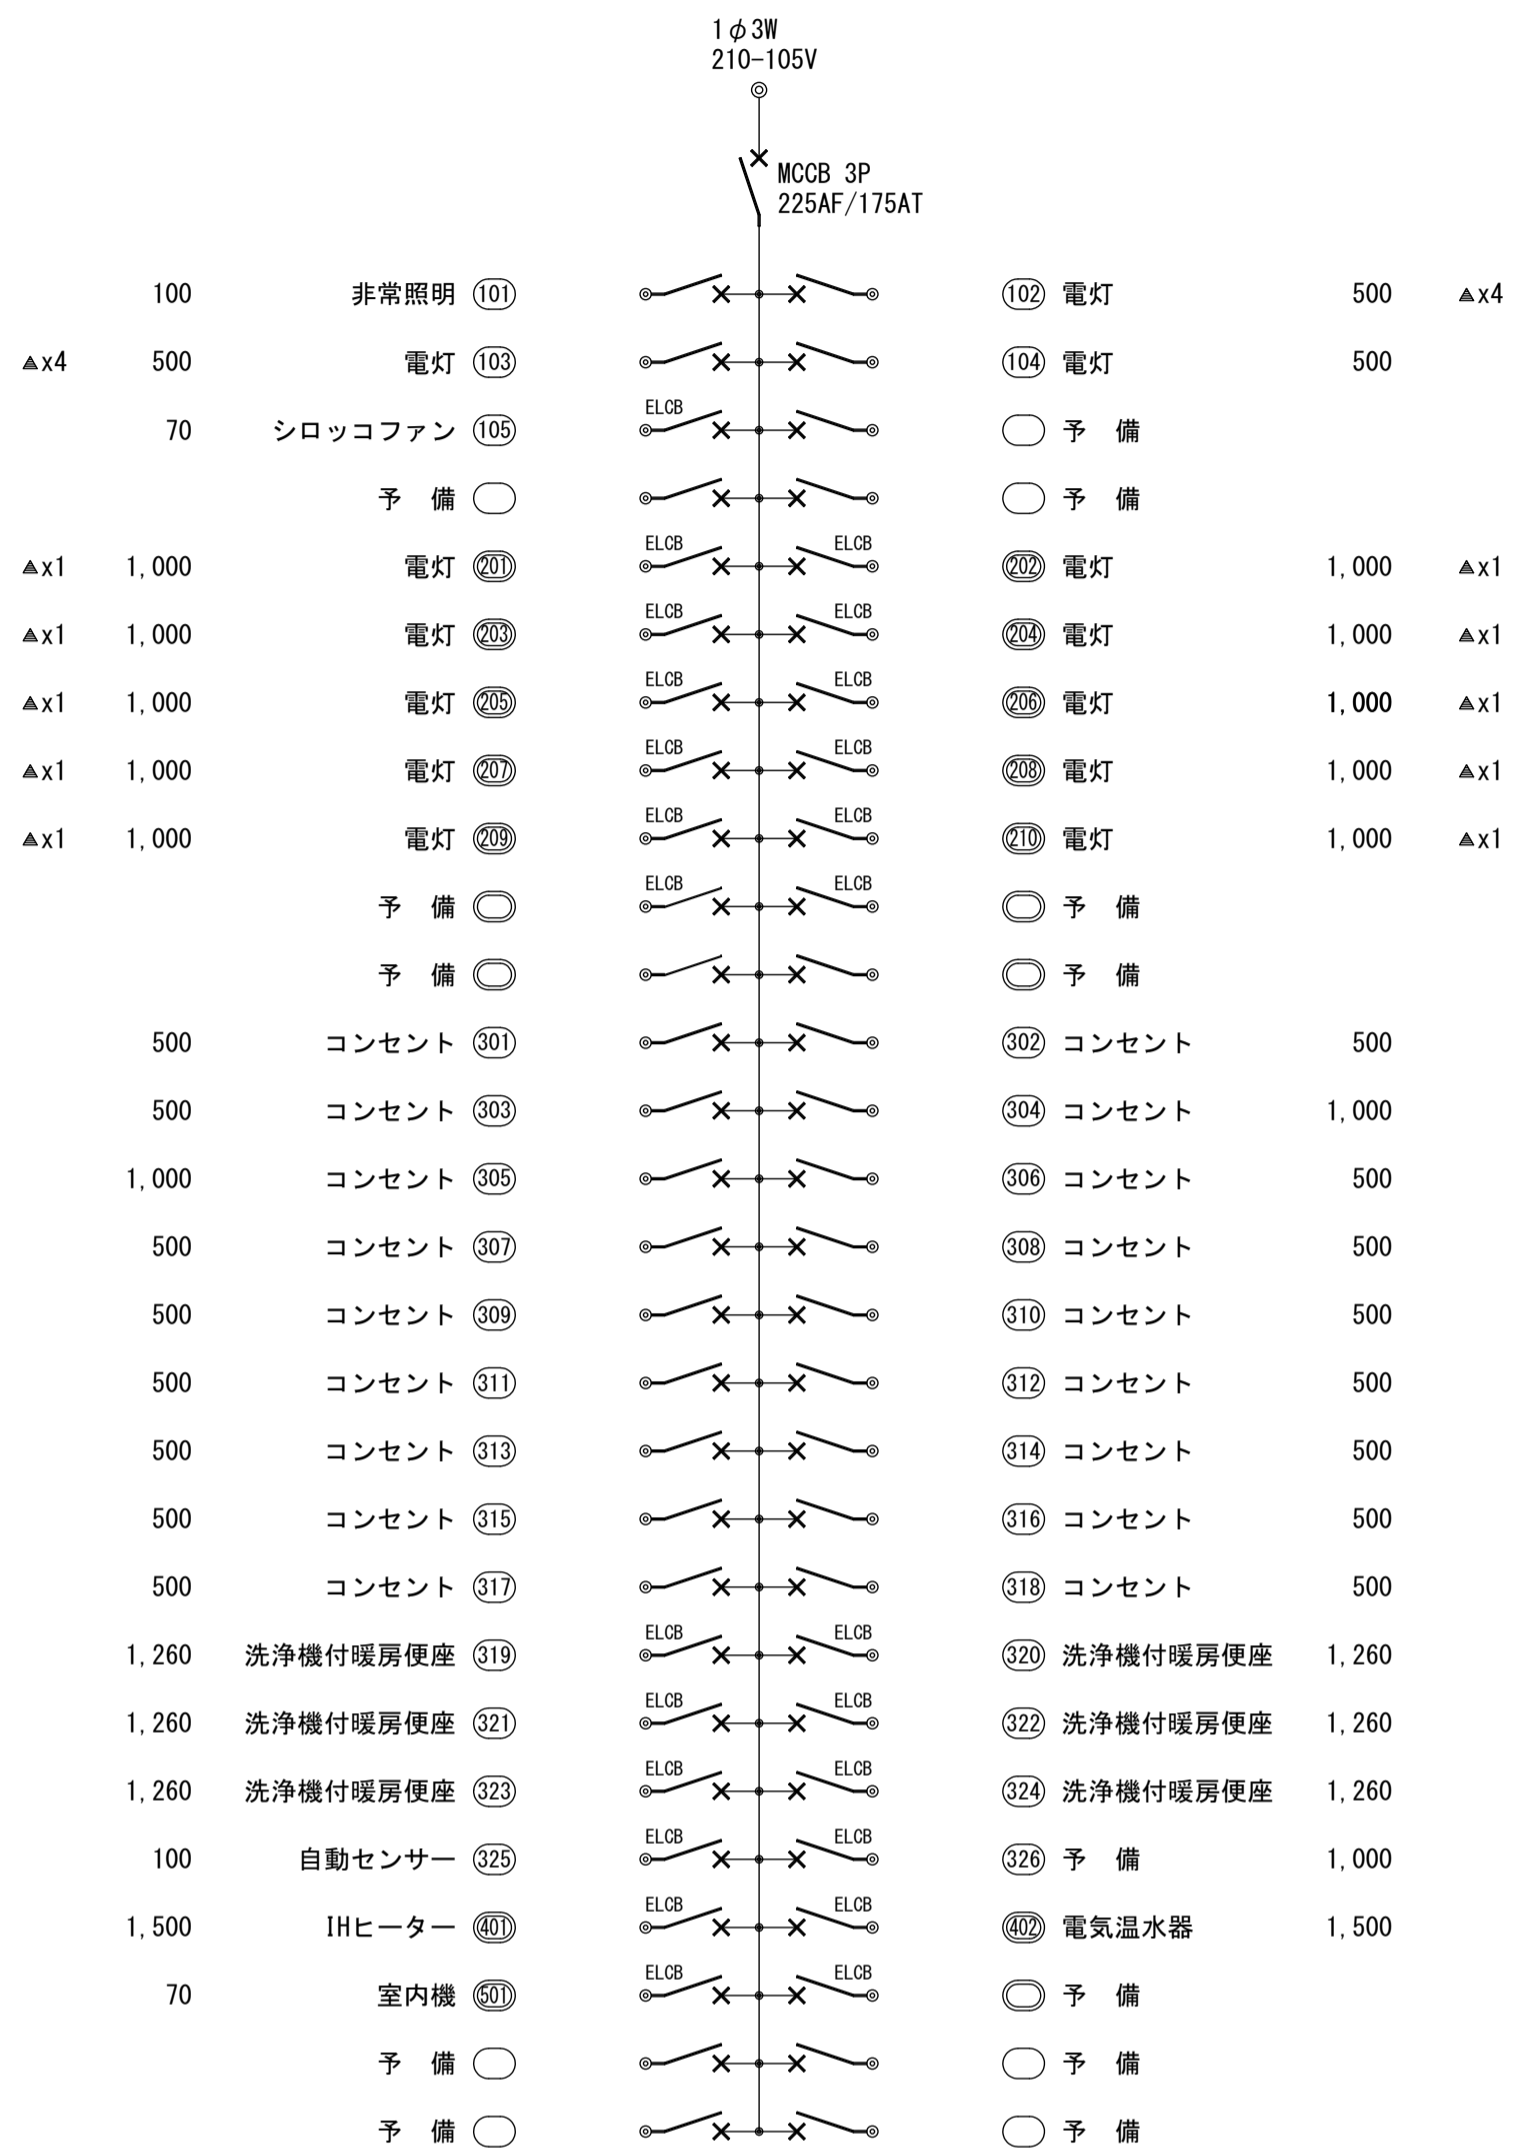 1φ3W
210-105V
MCCB 3P
225AF/175AT
100 非常照明 101 102 電灯 500 x4
x4 500 電灯 103 104 電灯 500
ELCB
70 シロッコファン 105 予 備
予 備 予 備
ELCB ELCB
x1 1,000 電灯 201 202 電灯 1,000 x1
ELCB ELCB
x1 1,000 電灯 203 204 電灯 1,000 x1
ELCB ELCB
x1 1,000 電灯 205 206 電灯 1,000 x1
ELCB ELCB
x1 1,000 電灯 207 208 電灯 1,000 x1
ELCB ELCB
x1 1,000 電灯 209 210 電灯 1,000 x1
ELCB ELCB
予 備 予 備
予 備 予 備
500 コンセント 301 302 コンセント 500
500 コンセント 303 304 コンセント 1,000
1,000 コンセント 305 306 コンセント 500
500 コンセント 307 308 コンセント 500
500 コンセント 309 310 コンセント 500
500 コンセント 311 312 コンセント 500
500 コンセント 313 314 コンセント 500
500 コンセント 315 316 コンセント 500
500 コンセント 317 318 コンセント 500
ELCB ELCB
1,260 洗浄機付暖房便座 319 320 洗浄機付暖房便座 1,260
ELCB ELCB
1,260 洗浄機付暖房便座 321 322 洗浄機付暖房便座 1,260
ELCB ELCB
1,260 洗浄機付暖房便座 323 324 洗浄機付暖房便座 1,260
ELCB ELCB
100 自動センサー 325 326 予 備 1,000
ELCB ELCB
1,500 IHヒーター 401 402 電気温水器 1,500
ELCB ELCB
70 室内機 501 予 備
予 備 予 備
予 備 予 備